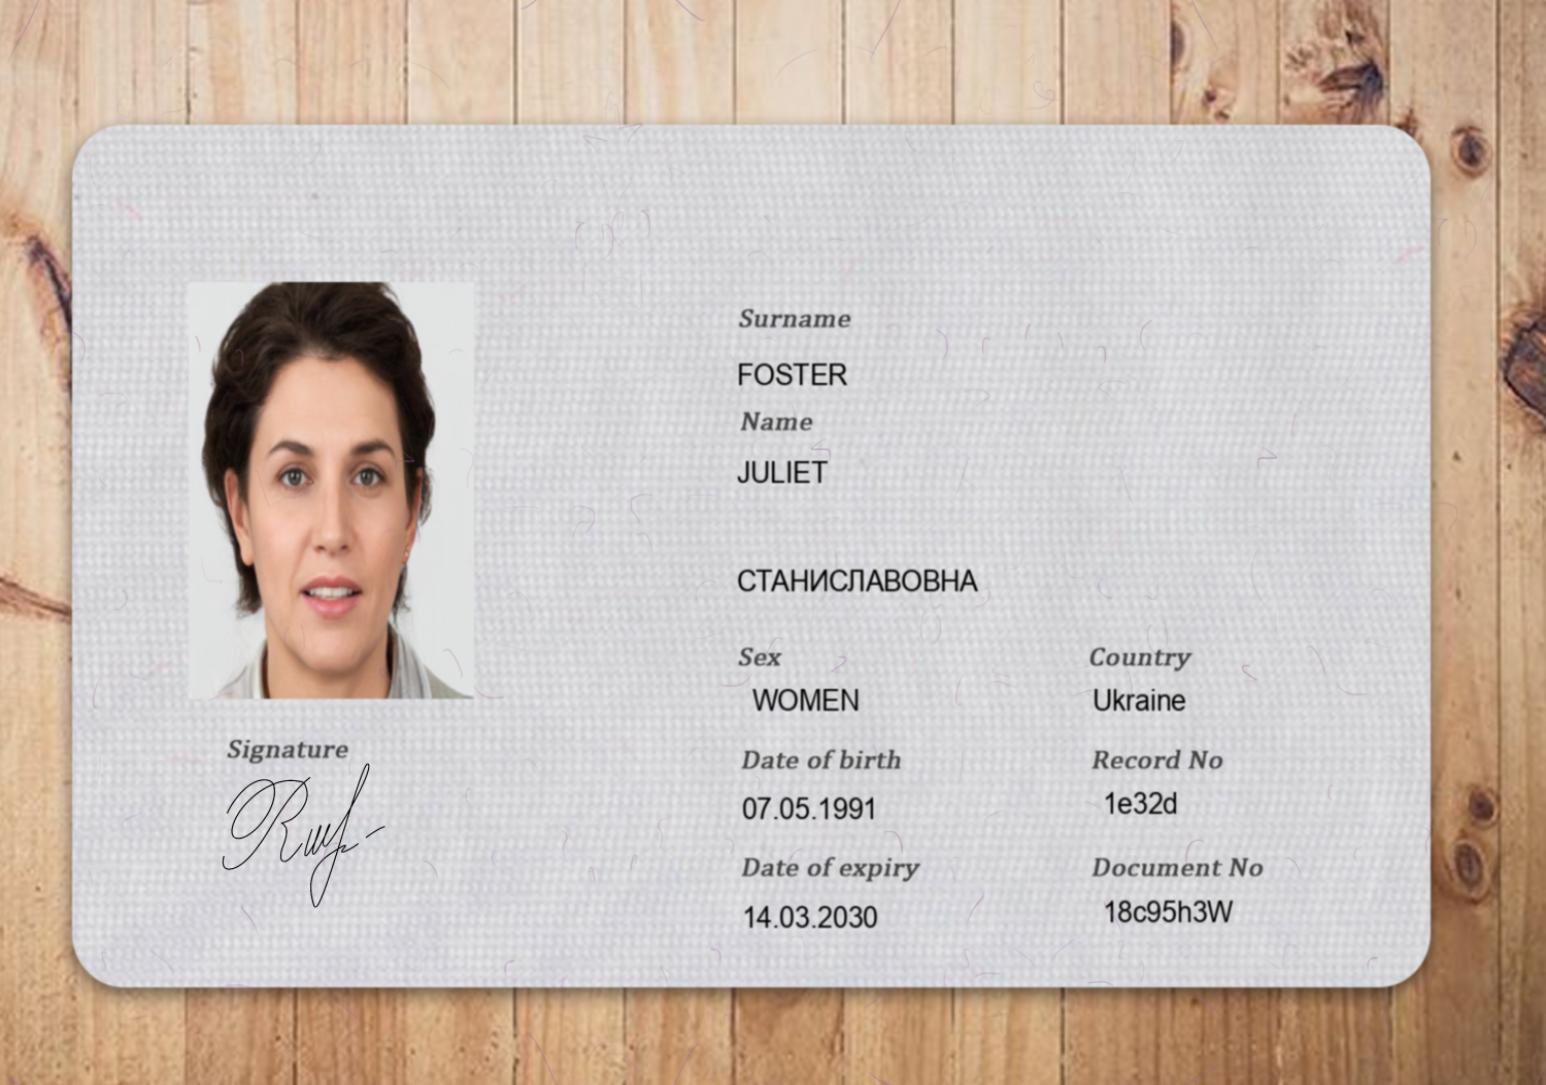 Surname
FOSTER
Name
JULIET
СТАНИСЛАВОВНА
Sex
Country
WOMEN
Ukraine
Signature
Date of birth
Record No
07.05.1991
1e32d
Date of expiry
Document No
14.03.2030
18c95h3W